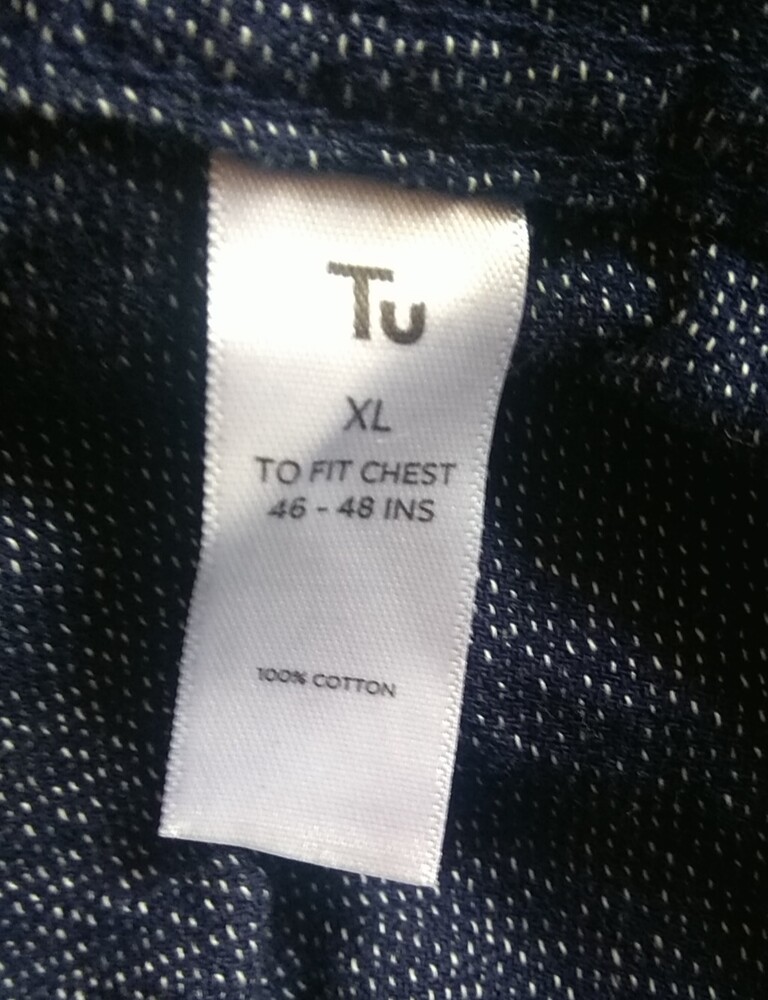 Tu
XL
TO FIT CHEST
46 - 48 INS
100% COTTON